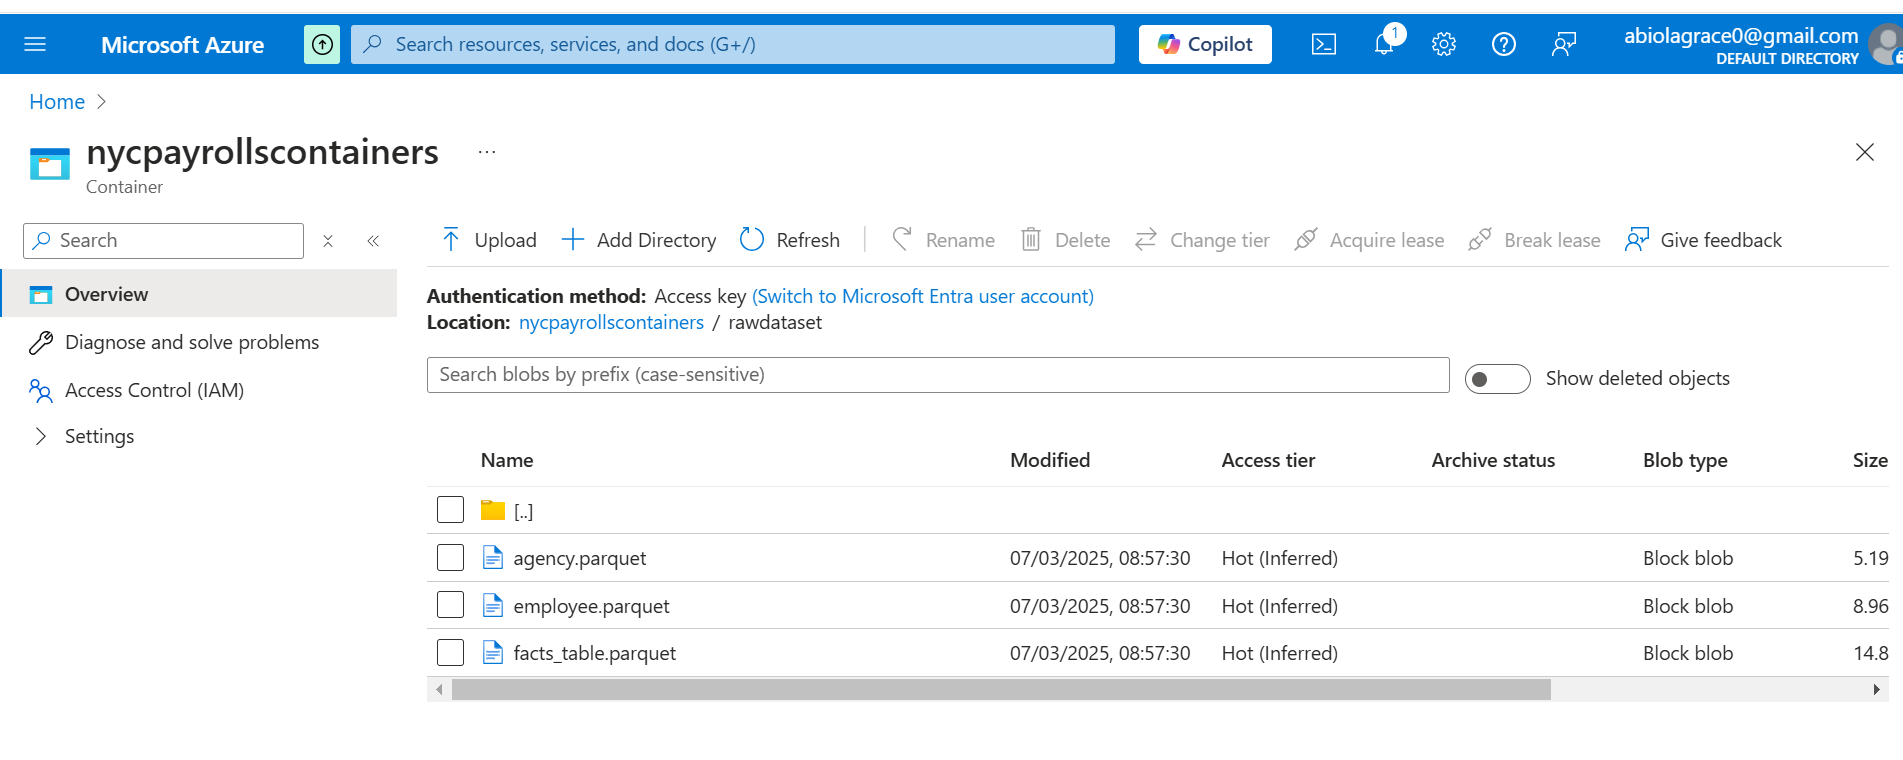 Microsoft Azure
Search resources, services, and docs (G+/)
Copilot
1
abiolagrace0@gmail.com
DEFAULT DIRECTORY
Home
nycpayrollscontainers
...
Container
Search
Upload
Add Directory
Refresh
Rename
Delete
Change tier
Acquire lease
Break lease
Give feedback
Overview
Diagnose and solve problems
Access Control (IAM)
Settings
Authentication method: Access key (Switch to Microsoft Entra user account)
Location: nycpayrollscontainers / rawdataset
Search blobs by prefix (case-sensitive)
Show deleted objects
Name Modified Access tier Archive status Blob type Size
[..]
agency.parquet 07/03/2025, 08:57:30 Hot (Inferred) Block blob 5.19
employee.parquet 07/03/2025, 08:57:30 Hot (Inferred) Block blob 8.96
facts_table.parquet 07/03/2025, 08:57:30 Hot (Inferred) Block blob 14.8